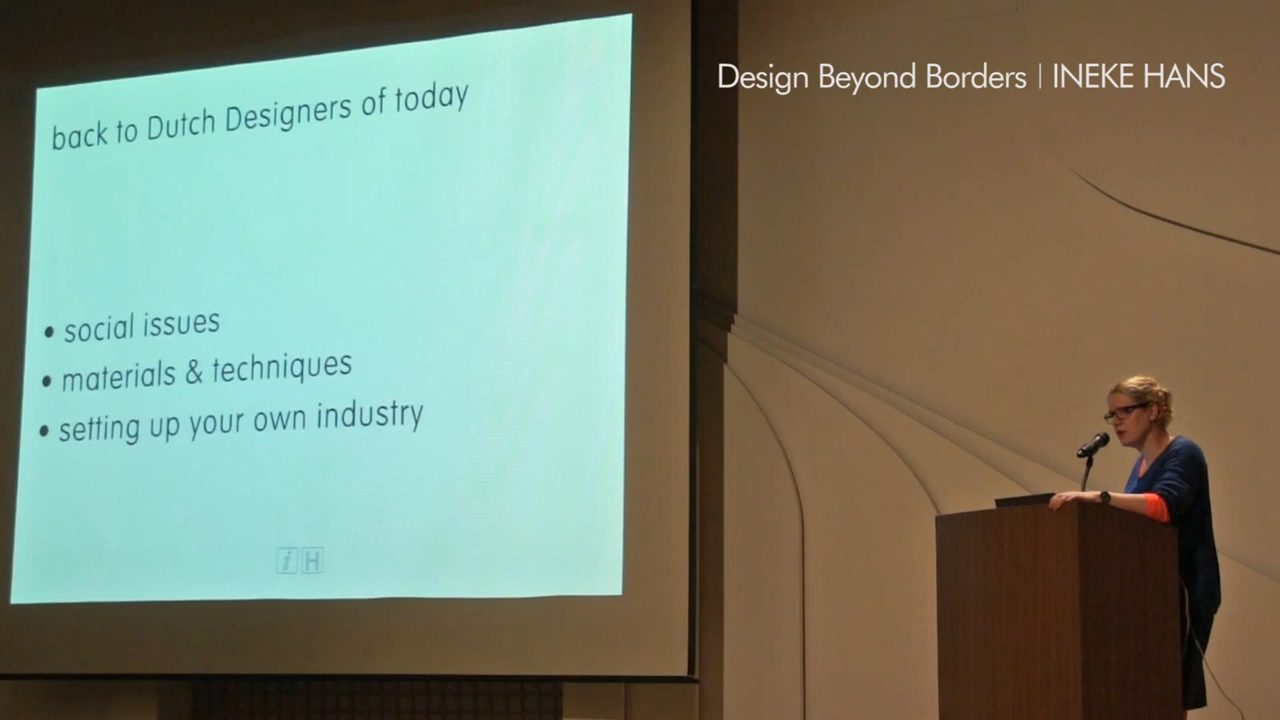 back to Dutch Designers of today
• social issues
• materials & techniques
• setting up your own industry
i H
Design Beyond Borders | INEKE HANS